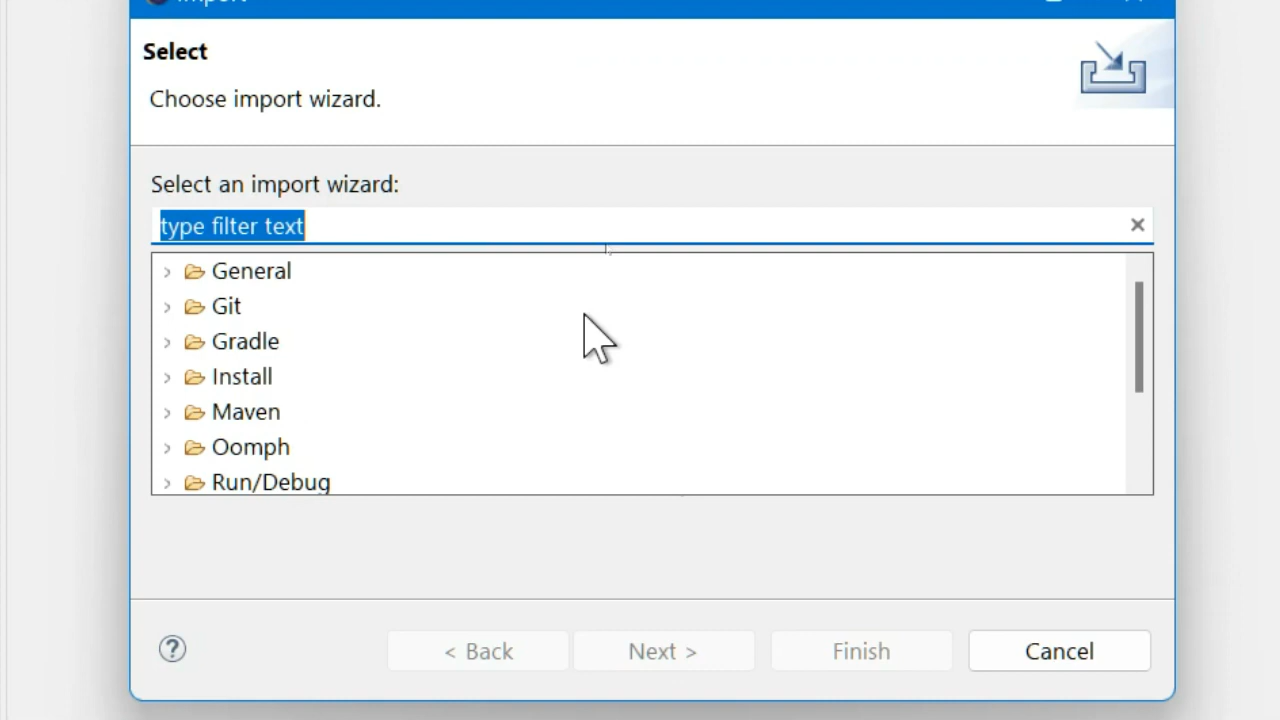 Import
Select
Choose import wizard.
Select an import wizard:
type filter text
General
Git
Gradle
Install
Maven
Oomph
Run/Debug
< Back
Next >
Finish
Cancel